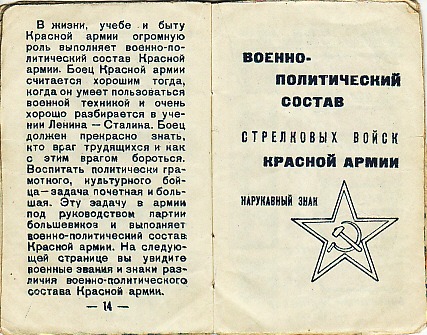 В жизни, учебе и быту
Красной армии огромную
роль выполняет военно-по-
литический состав Красной
армии. Боец Красной армии
считается хорошим тогда,
когда он умеет пользоваться
военной техникой и очень
хорошо разбирается в уче-
нии Ленина — Сталина. Боец
должен прекрасно знать,
кто враг трудящихся и как
с этим врагом бороться.
Воспитать политически гра-
мотного, культурного бой-
ца—задача почетная и боль-
шая. Эту задачу в армии
под руководством партии
большевиков и выполняет
военно-политический состав
Красной армии. На следую-
щей странице вы увидите
военные звания и знаки раз-
личия военно-политического
состава Красной армии.
— 14 —
ВОЕННО-
ПОЛИТИЧЕСКИЙ
СОСТАВ
СТРЕЛКОВЫХ ВОЙСК
КРАСНОЙ АРМИИ
НАРУКАВНЫЙ ЗНАК